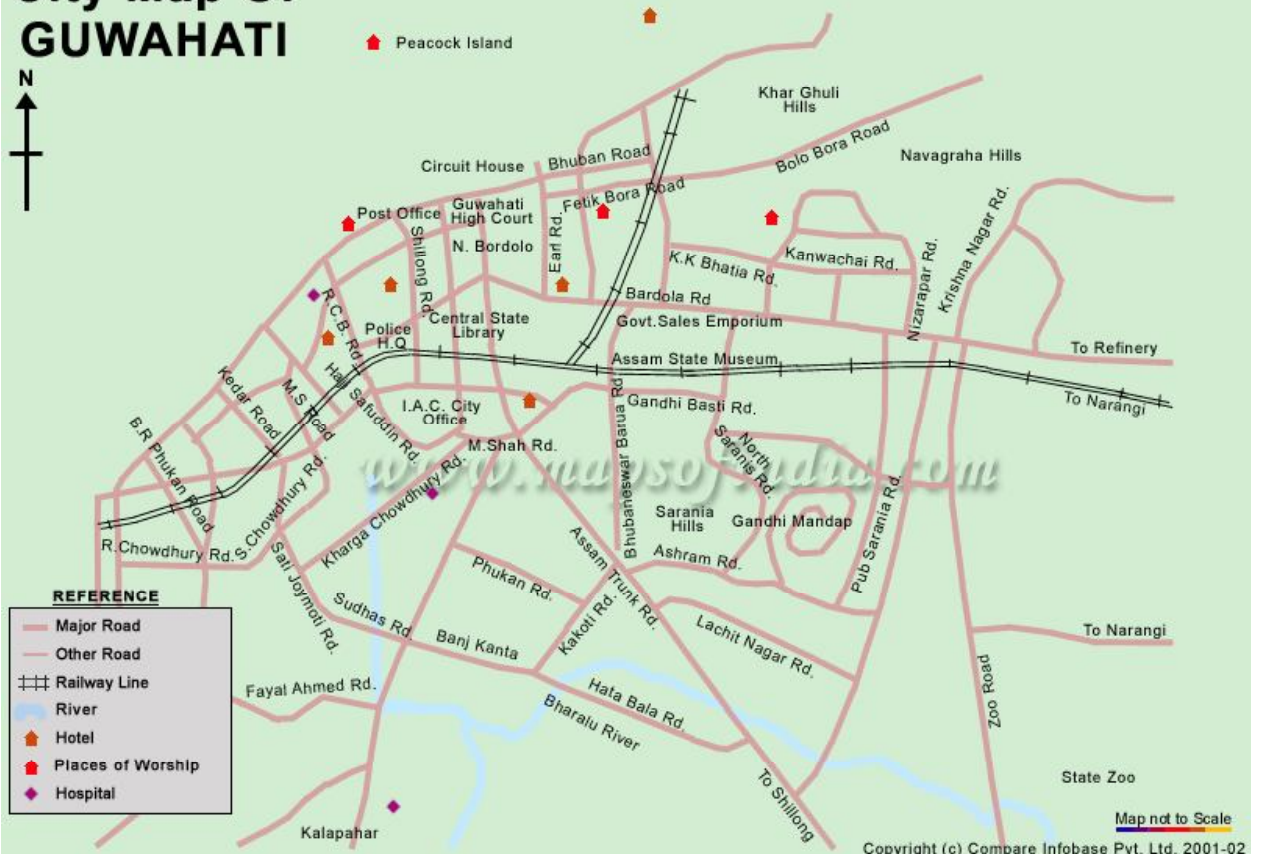 GUWAHATI
N
Peacock Island
Khar Ghuli
Hills
Bolo Bora Road
Navagraha Hills
Circuit House
Bhuban Road
Fetik Bora Road
Post Office
Guwahati
High Court
N. Bordolo
Earl Rd.
Shillong Rd.
K.K Bhatia Rd.
Kanwachai Rd.
Nizarapar Rd.
Krishna Nagar Rd.
R.C.B. Rd
Police
H.Q
Central State
Library
Bardola Rd
Govt.Sales Emporium
Assam State Museum
To Refinery
To Narangi
Kedar Road
M.S Road
Safuddin Rd.
I.A.C. City
Office
Gandhi Basti Rd.
M.Shah Rd.
North
Saranis Rd.
B.R Phukan Road
www.mapsofindia.com
S.Chowdhury Rd.
Kharga Chowdhury Rd.
Bhubaneswar Barua Rd
Sarania
Hills
Gandhi Mandap
Pub Sarania Rd.
R.Chowdhury Rd.
Sati Joymoti Rd.
Phukan Rd.
Assam Trunk Rd.
Ashram Rd.
Sudhas Rd.
Banj Kanta
Kakoti Rd.
Lachit Nagar Rd.
To Narangi
Zoo Road
Fayal Ahmed Rd.
Hata Bala Rd.
Bharalu River
To Shillong
State Zoo
Kalapahar
REFERENCE
Major Road
Other Road
Railway Line
River
Hotel
Places of Worship
Hospital
Map not to Scale
Copyright (c) Compare Infobase Pvt. Ltd. 2001-02